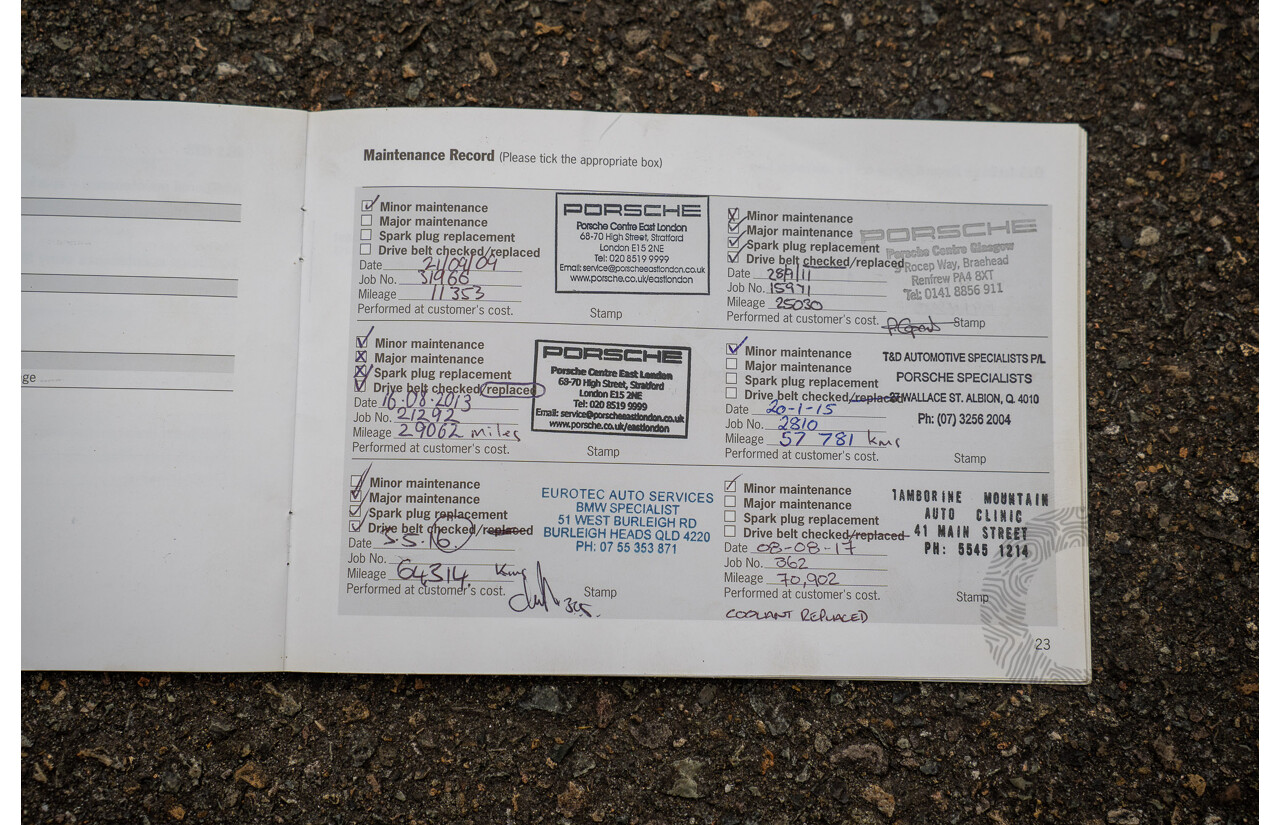 ge
Maintenance Record (Please tick the appropriate box)
Minor maintenance
Major maintenance
Spark plug replacement
Drive belt checked/replaced
Date 21/09/04
Job No. 31966
Mileage 11353
Performed at customer's cost.
PORSCHE
Porsche Centre East London
68-70 High Street, Stratford
London E15 2NE
Tel: 020 8519 9999
Email: service@porscheeastlondon.co.uk
www.porsche.co.uk/eastlondon
Stamp
Minor maintenance
Major maintenance
Spark plug replacement
Drive belt checked/replaced
Date 28/9/11
Job No. 15971
Mileage 25030
Performed at customer's cost.
PORSCHE
Porsche Centre Glasgow
Rocep Way, Braehead
Renfrew PA4 8XT
Tel: 0141 8856 911
Stamp
Minor maintenance
Major maintenance
Spark plug replacement
Drive belt checked/replaced
Date 16.08.2013
Job No. 21292
Mileage 29062 miles
Performed at customer's cost.
PORSCHE
Porsche Centre East London
68-70 High Street, Stratford
London E15 2NE
Tel: 020 8519 9999
Email: service@porscheeastlondon.co.uk
www.porsche.co.uk/eastlondon
Stamp
Minor maintenance
Major maintenance
Spark plug replacement
Drive belt checked/replaced
Date 20-1-15
Job No. 2810
Mileage 57 781 kms
Performed at customer's cost.
T&D AUTOMOTIVE SPECIALISTS P/L
PORSCHE SPECIALISTS
WALLACE ST. ALBION, Q. 4010
Ph: (07) 3256 2004
Stamp
Minor maintenance
Major maintenance
Spark plug replacement
Drive belt checked/replaced
Date 5.5.16
Job No.
Mileage 64,314 kms
Performed at customer's cost.
EUROTEC AUTO SERVICES
BMW SPECIALIST
51 WEST BURLEIGH RD
BURLEIGH HEADS QLD 4220
PH: 07 55 353 871
Stamp
Minor maintenance
Major maintenance
Spark plug replacement
Drive belt checked/replaced
Date 08-08-17
Job No. 362
Mileage 70,902
Performed at customer's cost.
TAMBORINE MOUNTAIN
AUTO CLINIC
41 MAIN STREET
PH: 5545 1214
Stamp
COOLANT REPLACED
23